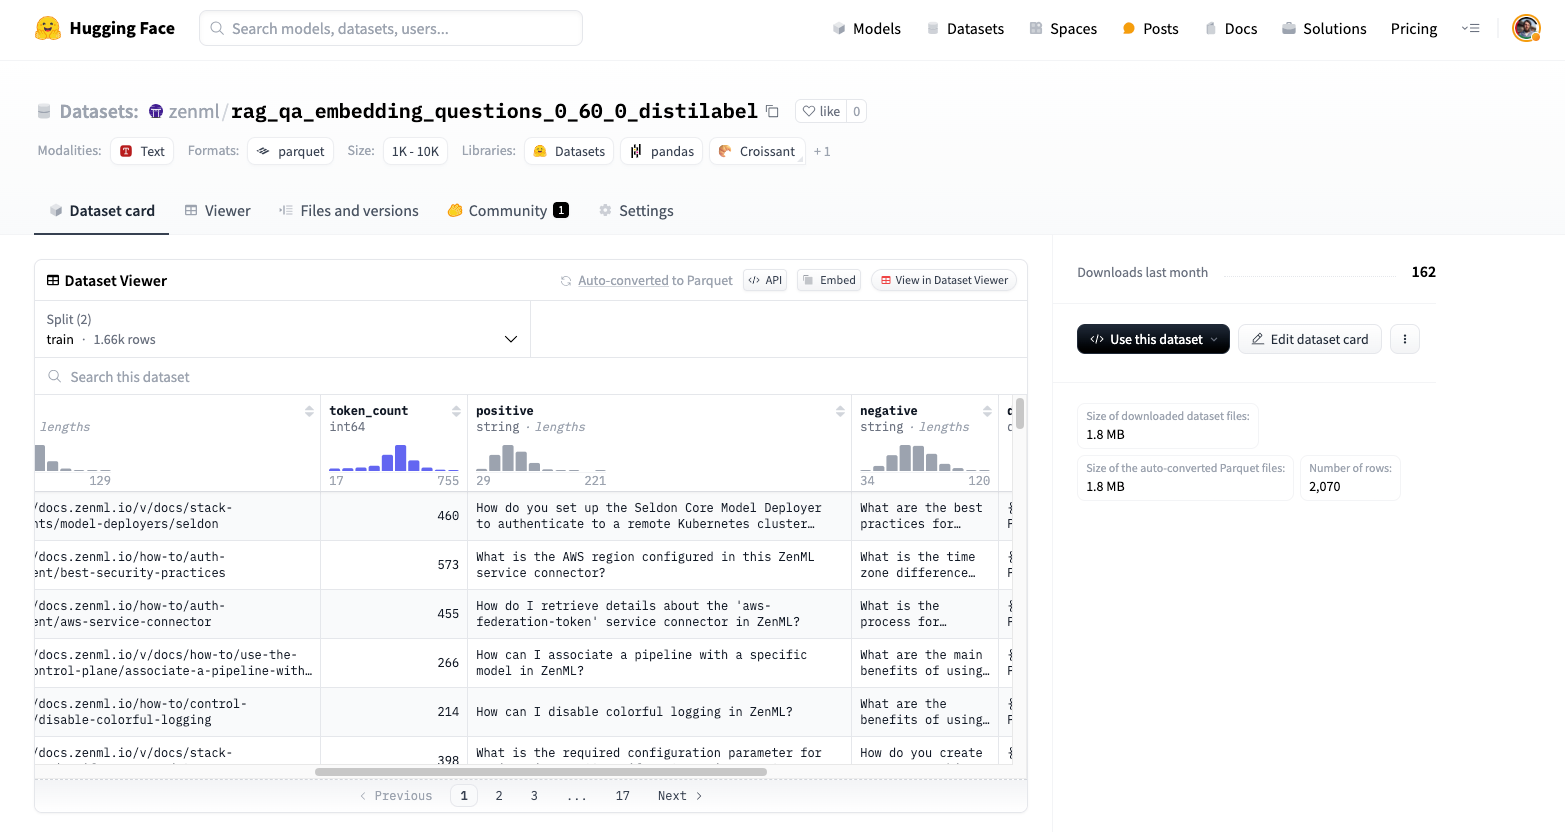 Hugging Face
Search models, datasets, users...
Models
Datasets
Spaces
Posts
Docs
Solutions
Pricing
Datasets: zenml/rag_qa_embedding_questions_0_60_0_distilabel
like 0
Modalities: Text Formats: parquet Size: 1K - 10K Libraries: Datasets pandas Croissant + 1
Dataset card
Viewer
Files and versions
Community 1
Settings
Dataset Viewer
Auto-converted to Parquet
API
Embed
View in Dataset Viewer
Split (2)
train · 1.66k rows
Search this dataset
lengths
129
token_count
int64
17 755
positive
string · lengths
29 221
negative
string · lengths
34 120
/docs.zenml.io/v/docs/stack-
nts/model-deployers/seldon
460
How do you set up the Seldon Core Model Deployer
to authenticate to a remote Kubernetes cluster…
What are the best
practices for…
/docs.zenml.io/how-to/auth-
ent/best-security-practices
573
What is the AWS region configured in this ZenML
service connector?
What is the time
zone difference…
/docs.zenml.io/how-to/auth-
ent/aws-service-connector
455
How do I retrieve details about the 'aws-
federation-token' service connector in ZenML?
What is the
process for…
/docs.zenml.io/v/docs/how-to/use-the-
ontrol-plane/associate-a-pipeline-with…
266
How can I associate a pipeline with a specific
model in ZenML?
What are the main
benefits of using…
/docs.zenml.io/how-to/control-
/disable-colorful-logging
214
How can I disable colorful logging in ZenML?
What are the
benefits of using…
/docs.zenml.io/v/docs/stack-
398
What is the required configuration parameter for
How do you create
Previous 1 2 3 ... 17 Next
Downloads last month 162
Use this dataset
Edit dataset card
Size of downloaded dataset files:
1.8 MB
Size of the auto-converted Parquet files:
1.8 MB
Number of rows:
2,070